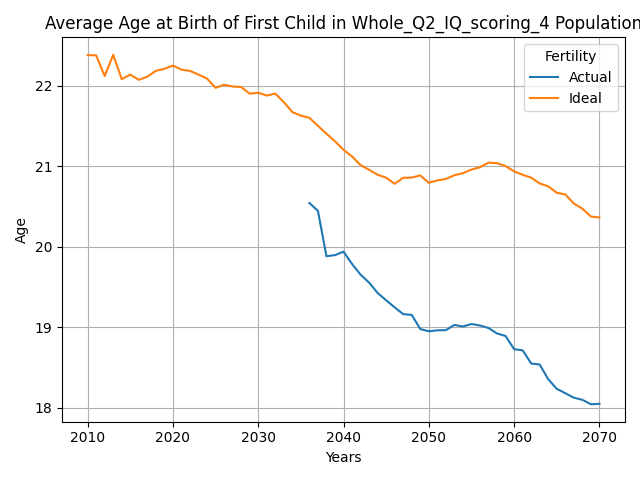 Average Age at Birth of First Child in Whole_Q2_IQ_scoring_4 Population
Fertility
Actual
Ideal
22
21
20
19
18
Age
2010 2020 2030 2040 2050 2060 2070
Years